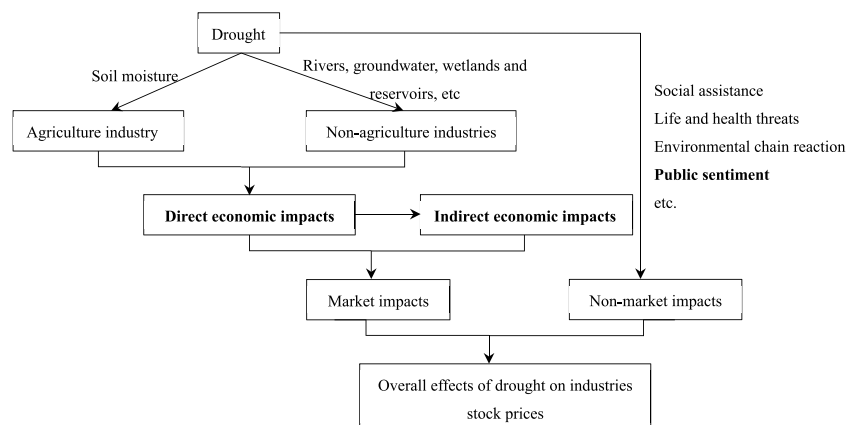 Drought
Soil moisture
Rivers, groundwater, wetlands and
reservoirs, etc
Social assistance
Life and health threats
Environmental chain reaction
Public sentiment
etc.
Agriculture industry
Non-agriculture industries
Direct economic impacts
Indirect economic impacts
Market impacts
Non-market impacts
Overall effects of drought on industries
stock prices